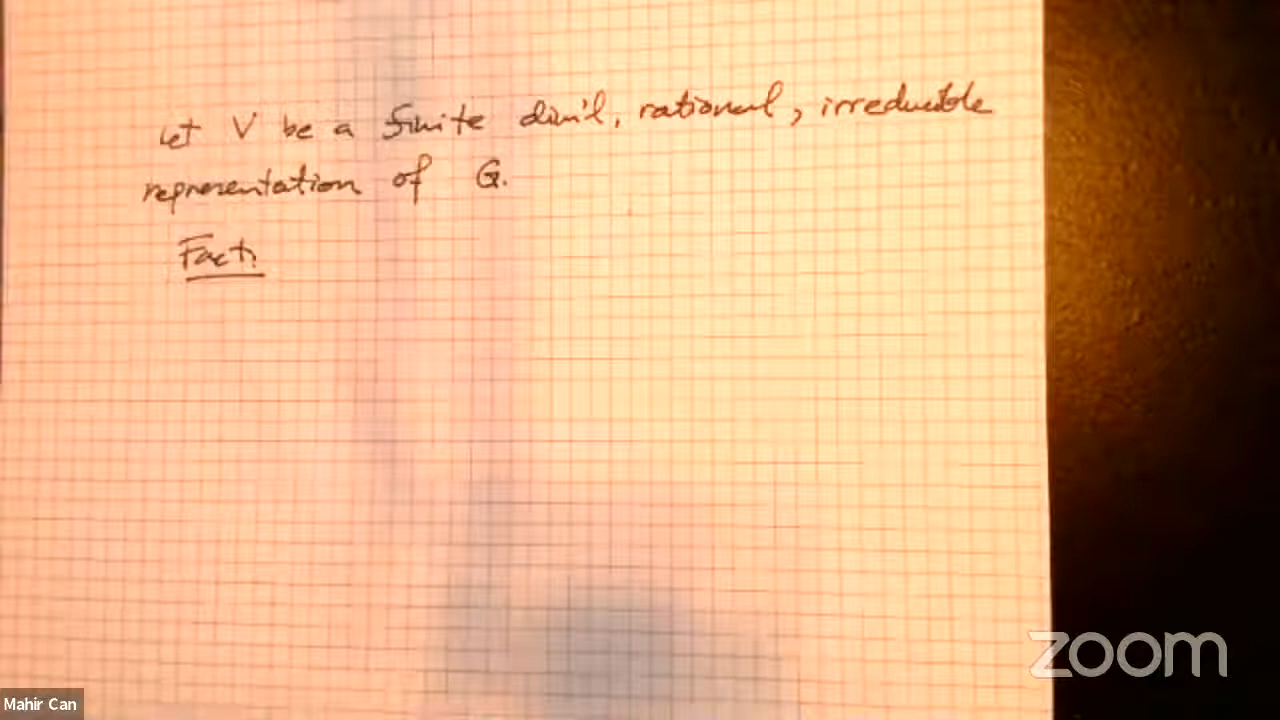 Let V be a finite dim'l, rational, irreducible
representation of G.
Fact:
zoom
Mahir Can